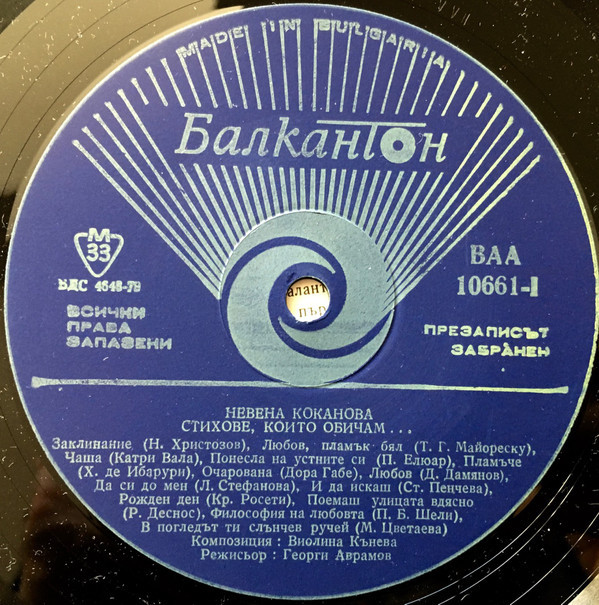 MADE IN BULGARIA
Балкантон
М
33
БДС 4648-79
ВСИЧКИ
ПРАВА
ЗАПАЗЕНИ
ВАА
10661-I
ПРЕЗАПИСЪТ
ЗАБРАНЕН
аланъ
пър
НЕВЕНА КОКАНОВА
СТИХОВЕ, КОИТО ОБИЧАМ . . .
Заклинание (Н. Христозов), Любов, пламък бял (Т. Г. Майореску),
Чаша (Катри Вала), Понесла на устните си (П. Елюар), Пламъче
(Х. де Ибарури), Очарована (Дора Габе), Любов (Д. Дамянов),
Да си до мен (Л. Стефанова), И да искаш (Ст. Пенчева),
Рожден ден (Кр. Росети), Поемаш улицата вдясно
(Р. Деснос), Философия на любовта (П. Б. Шели),
В погледът ти слънчев ручей (М. Цветаева)
Композиция : Виолина Кънева
Режисьор : Георги Аврамов